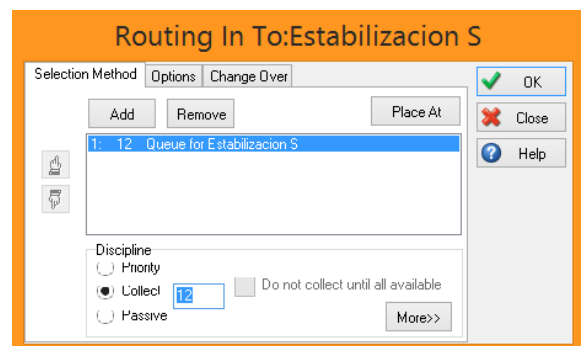 Routing In To:Estabilizacion S
Selection Method Options Change Over
OK
Add Remove Place At
Close
1: 12 Queue for Estabilizacion S
Help
Discipline
Priority
Collect 12 Do not collect until all available
Passive More>>